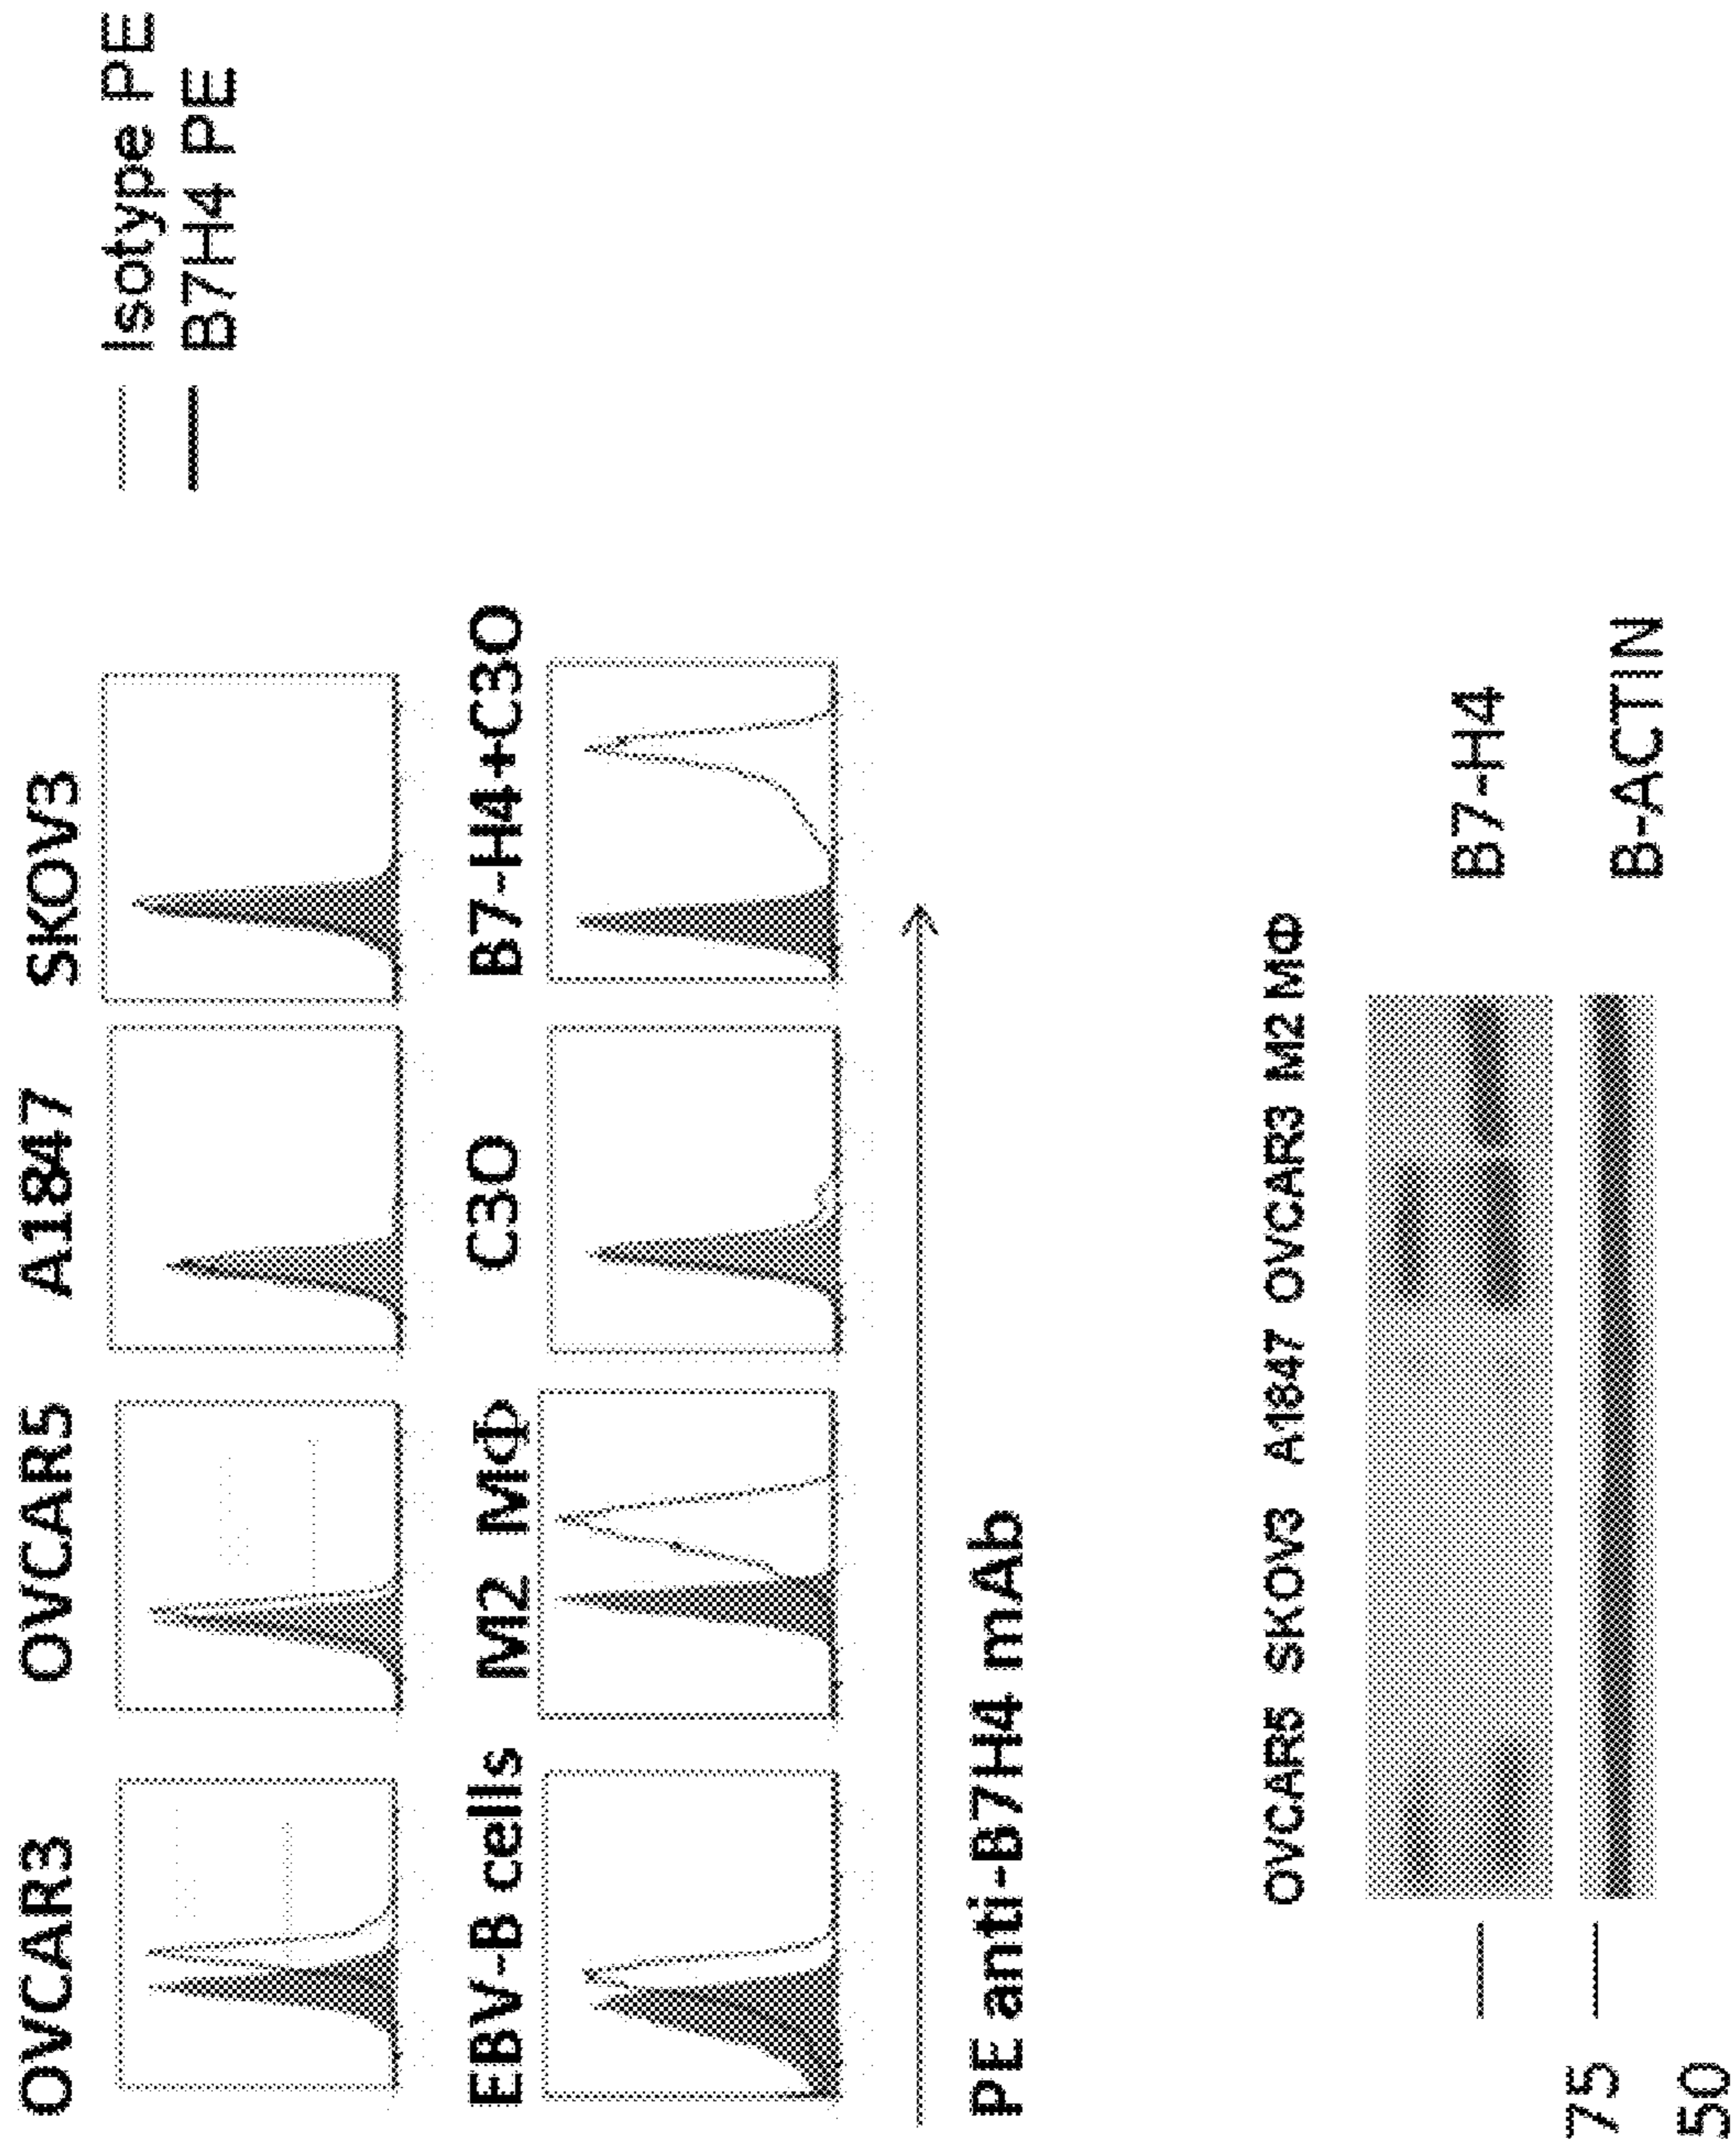 Isotype PE
B7H4 PE
OVCAR3 OVCAR5 A1847 SKOV3
EBV-B cells M2 MΦ C30 B7-H4+C30
PE anti-B7H4 mAb
OVCAR5 SKOV3 A1847 OVCAR3 M2 MΦ
B7-H4
75
B-ACTIN
50